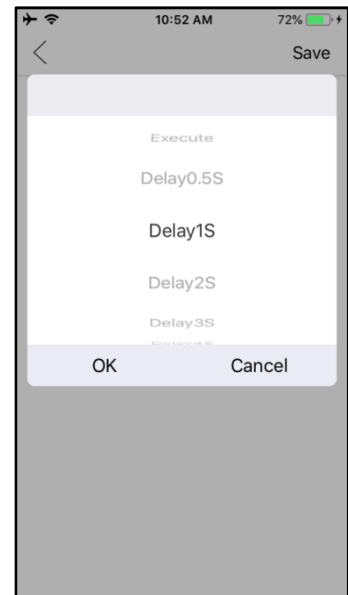 10:52 AM 72%
Save
Execute
Delay0.5S
Delay1S
Delay2S
Delay3S
OK Cancel